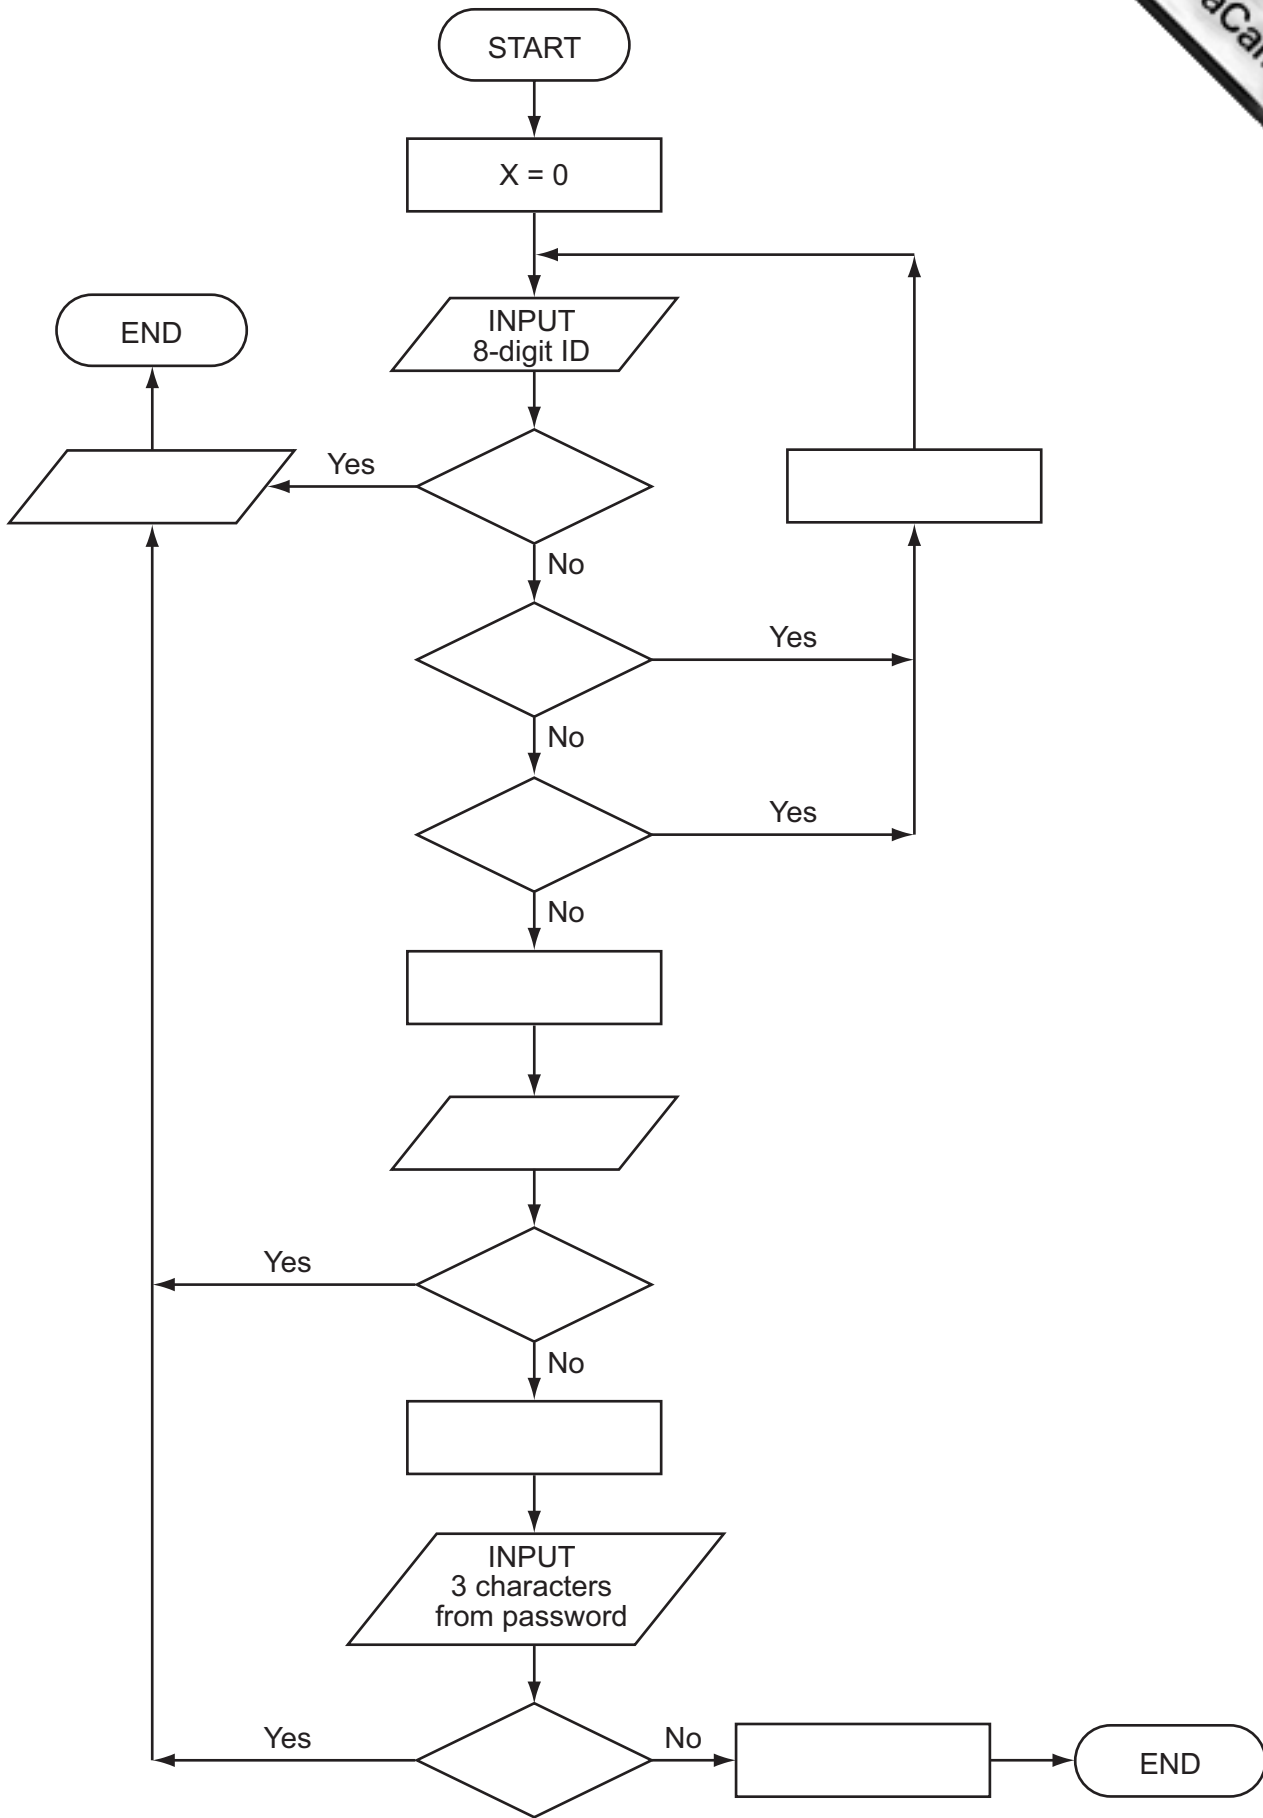 START
X = 0
INPUT
8-digit ID
END
Yes
No
Yes
No
Yes
No
Yes
No
INPUT
3 characters
from password
Yes
No
END